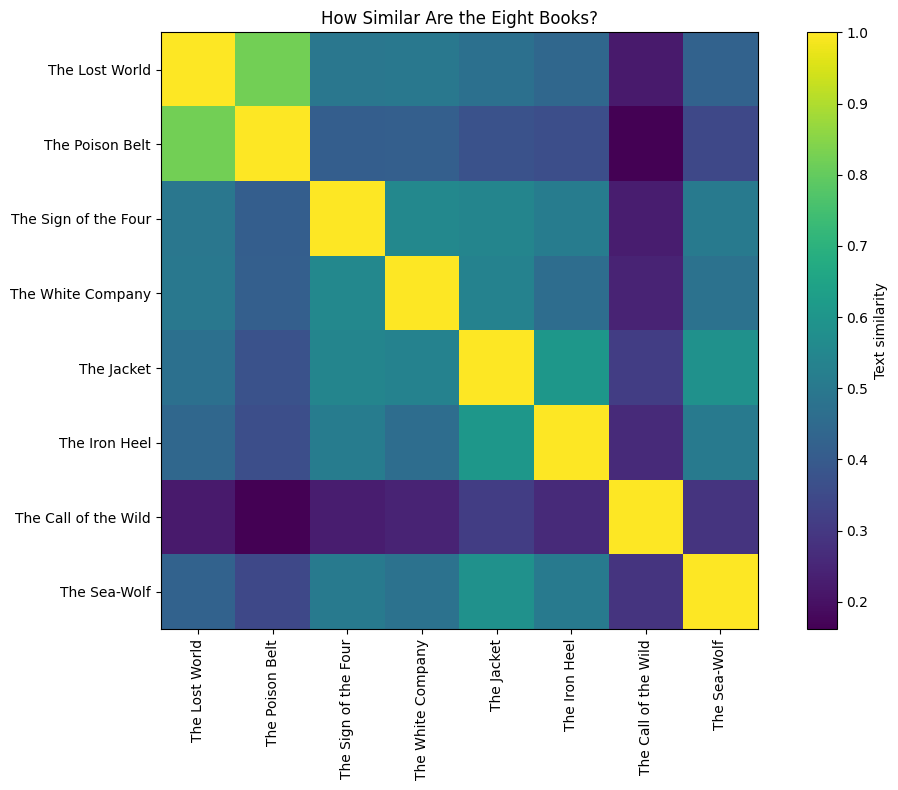 How Similar Are the Eight Books?
The Lost World
The Poison Belt
The Sign of the Four
The White Company
The Jacket
The Iron Heel
The Call of the Wild
The Sea-Wolf
The Lost World
The Poison Belt
The Sign of the Four
The White Company
The Jacket
The Iron Heel
The Call of the Wild
The Sea-Wolf
1.0
0.9
0.8
0.7
0.6
0.5
0.4
0.3
0.2
Text similarity